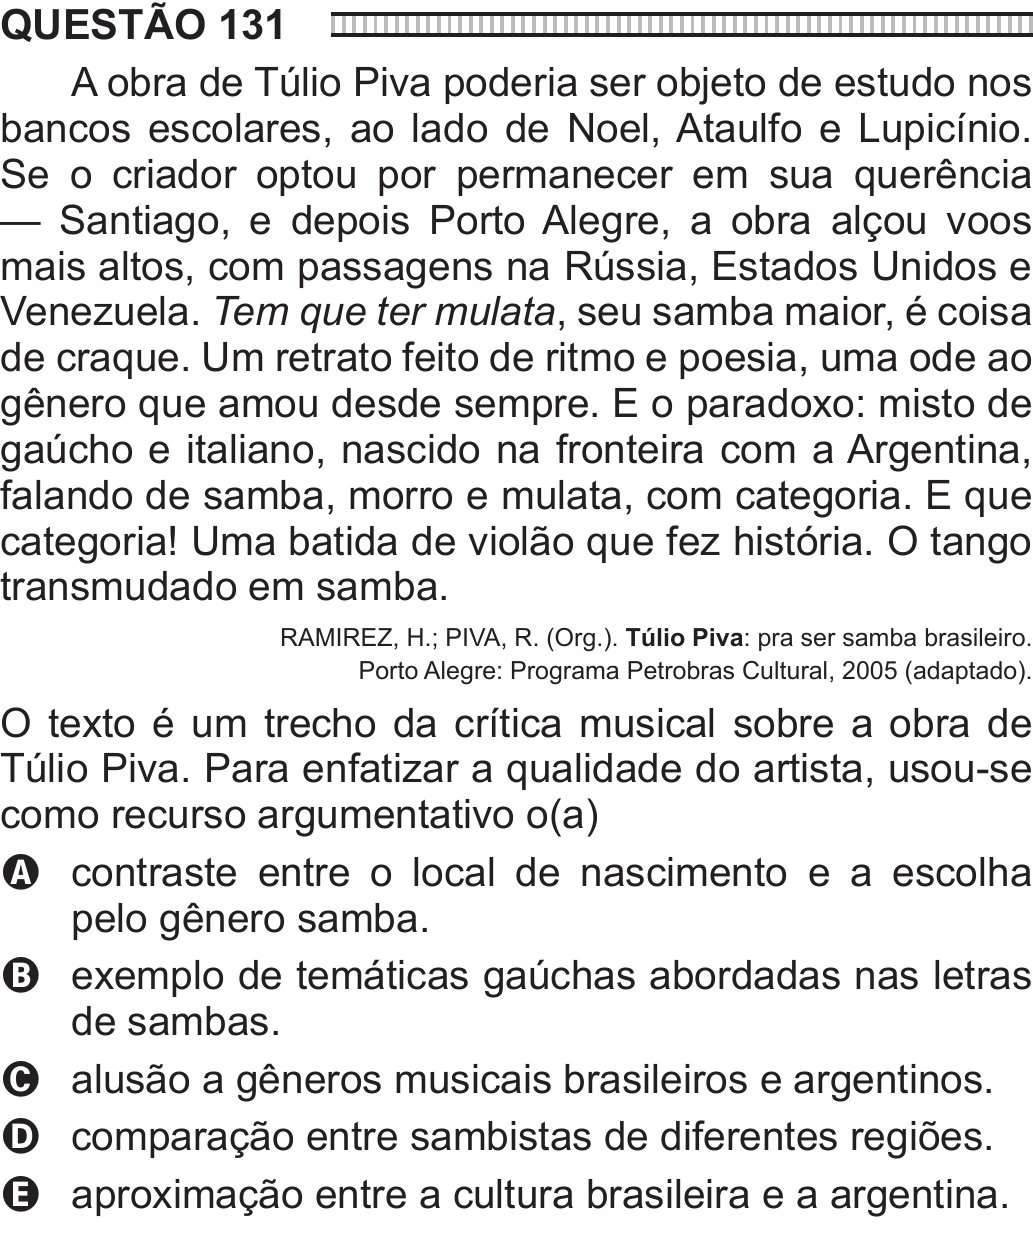 QUESTÃO 131
A obra de Túlio Piva poderia ser objeto de estudo nos
bancos escolares, ao lado de Noel, Ataulfo e Lupicínio.
Se o criador optou por permanecer em sua querência
— Santiago, e depois Porto Alegre, a obra alçou voos
mais altos, com passagens na Rússia, Estados Unidos e
Venezuela. Tem que ter mulata, seu samba maior, é coisa
de craque. Um retrato feito de ritmo e poesia, uma ode ao
gênero que amou desde sempre. E o paradoxo: misto de
gaúcho e italiano, nascido na fronteira com a Argentina,
falando de samba, morro e mulata, com categoria. E que
categoria! Uma batida de violão que fez história. O tango
transmudado em samba.
RAMIREZ, H.; PIVA, R. (Org.). Túlio Piva: pra ser samba brasileiro.
Porto Alegre: Programa Petrobras Cultural, 2005 (adaptado).
O texto é um trecho da crítica musical sobre a obra de
Túlio Piva. Para enfatizar a qualidade do artista, usou-se
como recurso argumentativo o(a)
A contraste entre o local de nascimento e a escolha
pelo gênero samba.
B exemplo de temáticas gaúchas abordadas nas letras
de sambas.
C alusão a gêneros musicais brasileiros e argentinos.
D comparação entre sambistas de diferentes regiões.
E aproximação entre a cultura brasileira e a argentina.